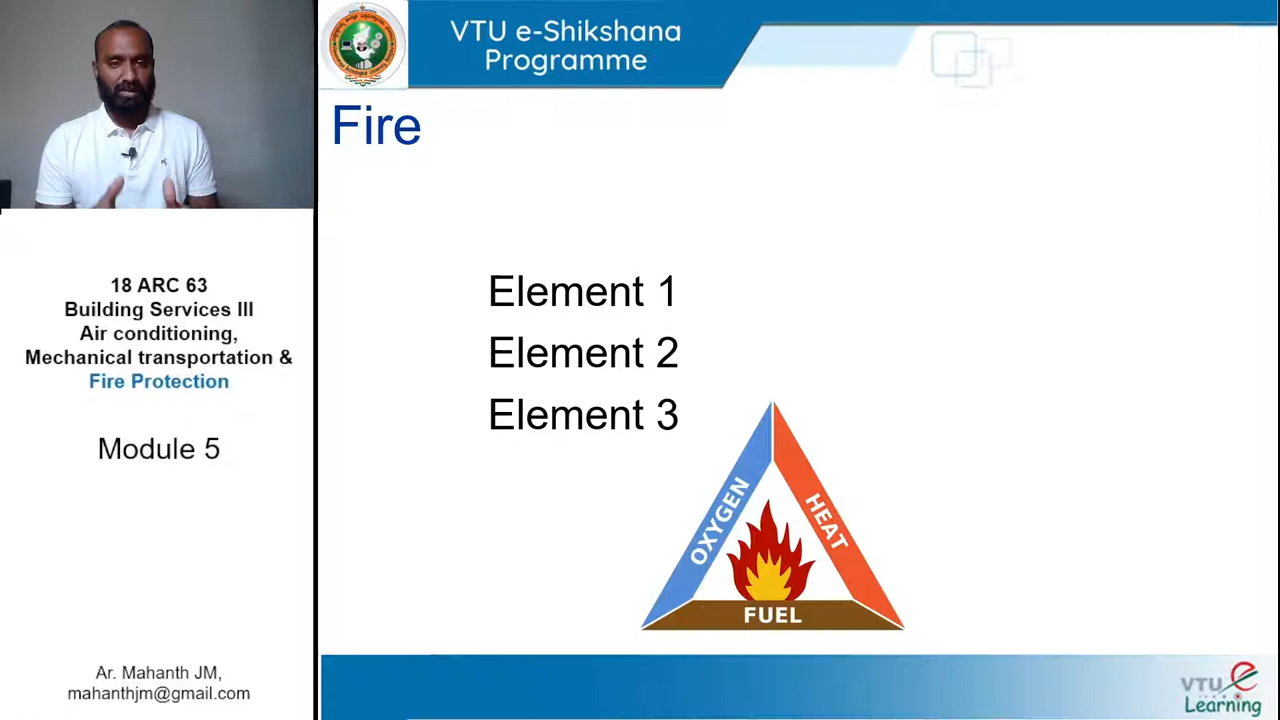 VTU e-Shikshana
Programme
Fire
Element 1
Element 2
Element 3
OXYGEN
HEAT
FUEL
18 ARC 63
Building Services III
Air conditioning,
Mechanical transportation &
Fire Protection
Module 5
Ar. Mahanth JM,
mahanthjm@gmail.com
VTU e
Learning